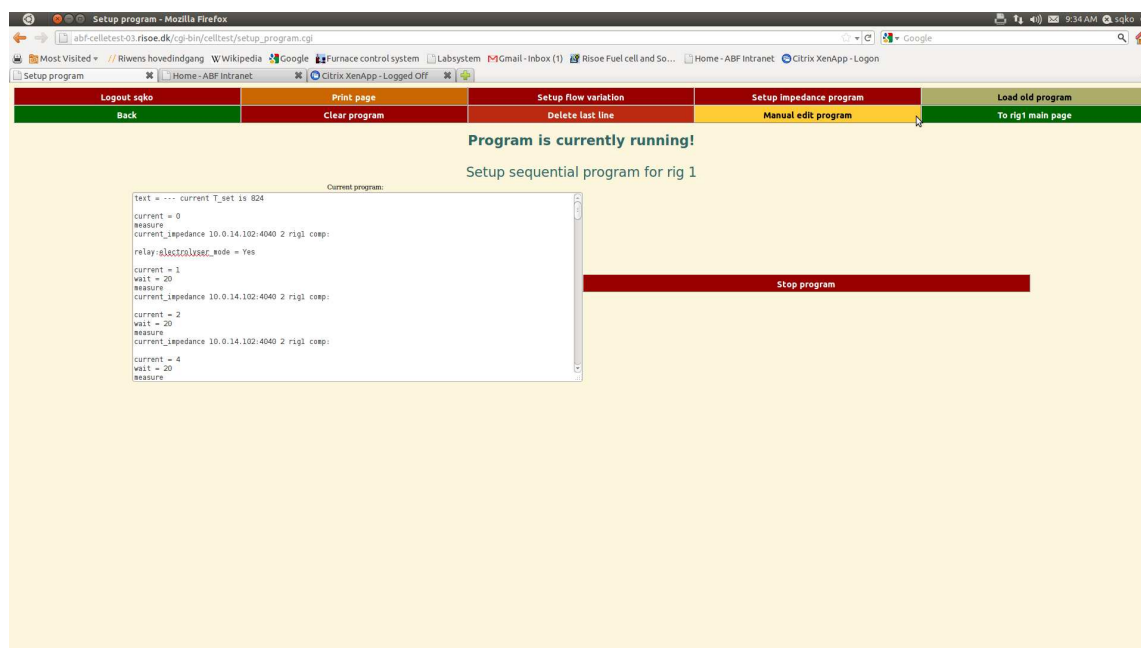 Setup program - Mozilla Firefox
9:34 AM sqko
abf-celletest-03.risoe.dk/cgi-bin/celltest/setup_program.cgi
Google
Most Visited Riwens hovedindgang Wikipedia Google Furnace control system Labsystem Gmail - Inbox (1) Risoe Fuel cell and So... Home - ABF Intranet Citrix XenApp - Logon
Setup program Home - ABF Intranet Citrix XenApp - Logged Off
Logout sqko Print page Setup flow variation Setup impedance program Load old program
Back Clear program Delete last line Manual edit program To rig1 main page
Program is currently running!
Setup sequential program for rig 1
Current program:
text = --- current T_set is 824
current = 0
measure
current_impedance 10.0.14.102:4040 2 rig1 comp:
relay:electrolyser_mode = Yes
current = 1
wait = 20
measure
current_impedance 10.0.14.102:4040 2 rig1 comp:
Stop program
current = 2
wait = 20
measure
current_impedance 10.0.14.102:4040 2 rig1 comp:
current = 4
wait = 20
measure